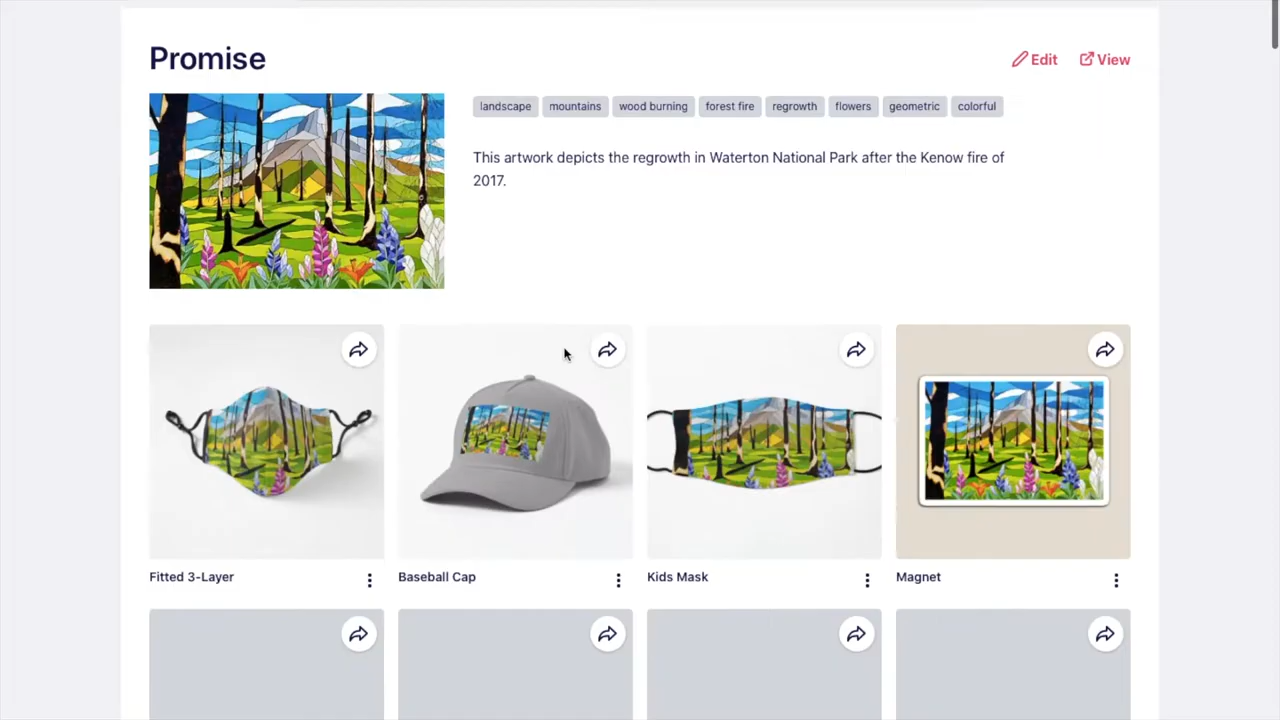 Promise
Edit
View
landscape
mountains
wood burning
forest fire
regrowth
flowers
geometric
colorful
This artwork depicts the regrowth in Waterton National Park after the Kenow fire of
2017.
Fitted 3-Layer
Baseball Cap
Kids Mask
Magnet